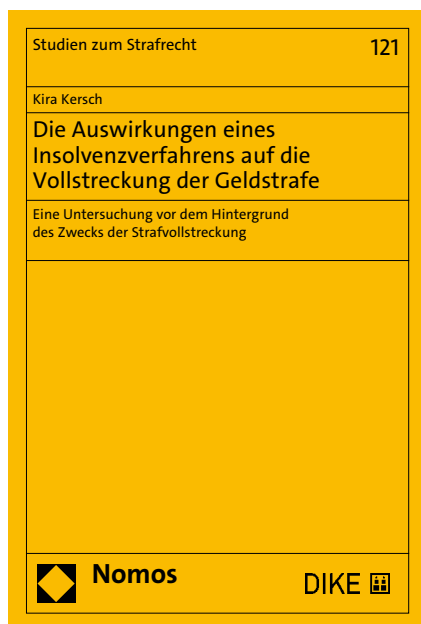 Studien zum Strafrecht 121
Kira Kersch
Die Auswirkungen eines
Insolvenzverfahrens auf die
Vollstreckung der Geldstrafe
Eine Untersuchung vor dem Hintergrund
des Zwecks der Strafvollstreckung
Nomos
DIKE